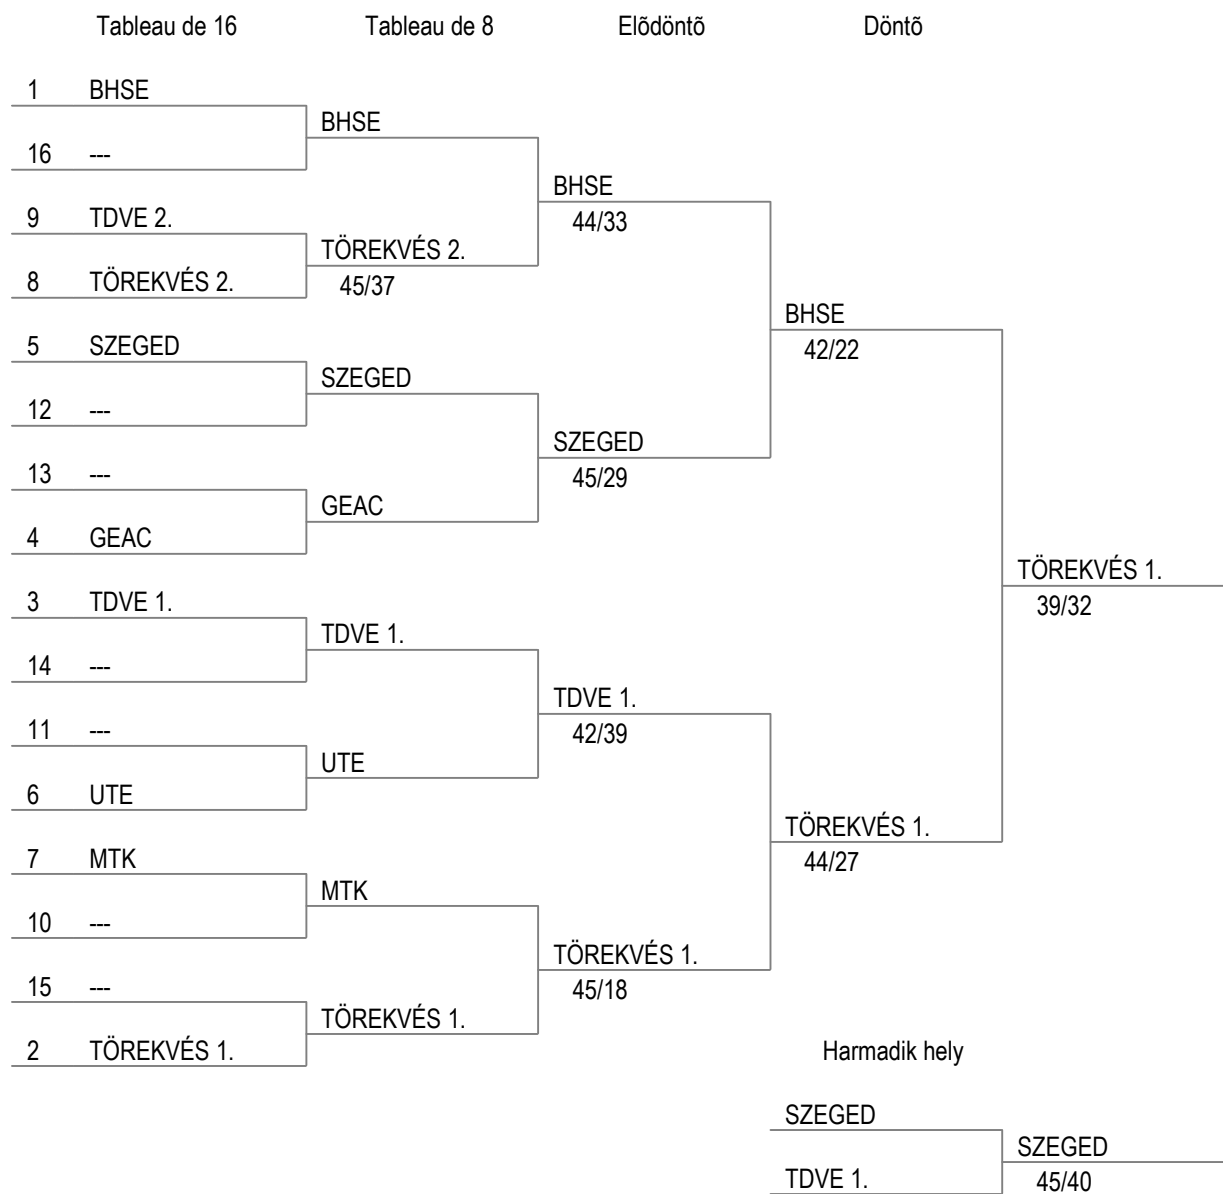 Tableau de 16 Tableau de 8 Elõdöntõ Döntõ
1 BHSE
BHSE
16 ---
BHSE
44/33
9 TDVE 2.
TÖREKVÉS 2.
45/37
8 TÖREKVÉS 2.
BHSE
42/22
5 SZEGED
SZEGED
12 ---
SZEGED
45/29
13 ---
GEAC
4 GEAC
TÖREKVÉS 1.
39/32
3 TDVE 1.
TDVE 1.
14 ---
TDVE 1.
42/39
11 ---
UTE
6 UTE
TÖREKVÉS 1.
44/27
7 MTK
MTK
10 ---
TÖREKVÉS 1.
45/18
15 ---
TÖREKVÉS 1.
2 TÖREKVÉS 1.
Harmadik hely
SZEGED
SZEGED
45/40
TDVE 1.